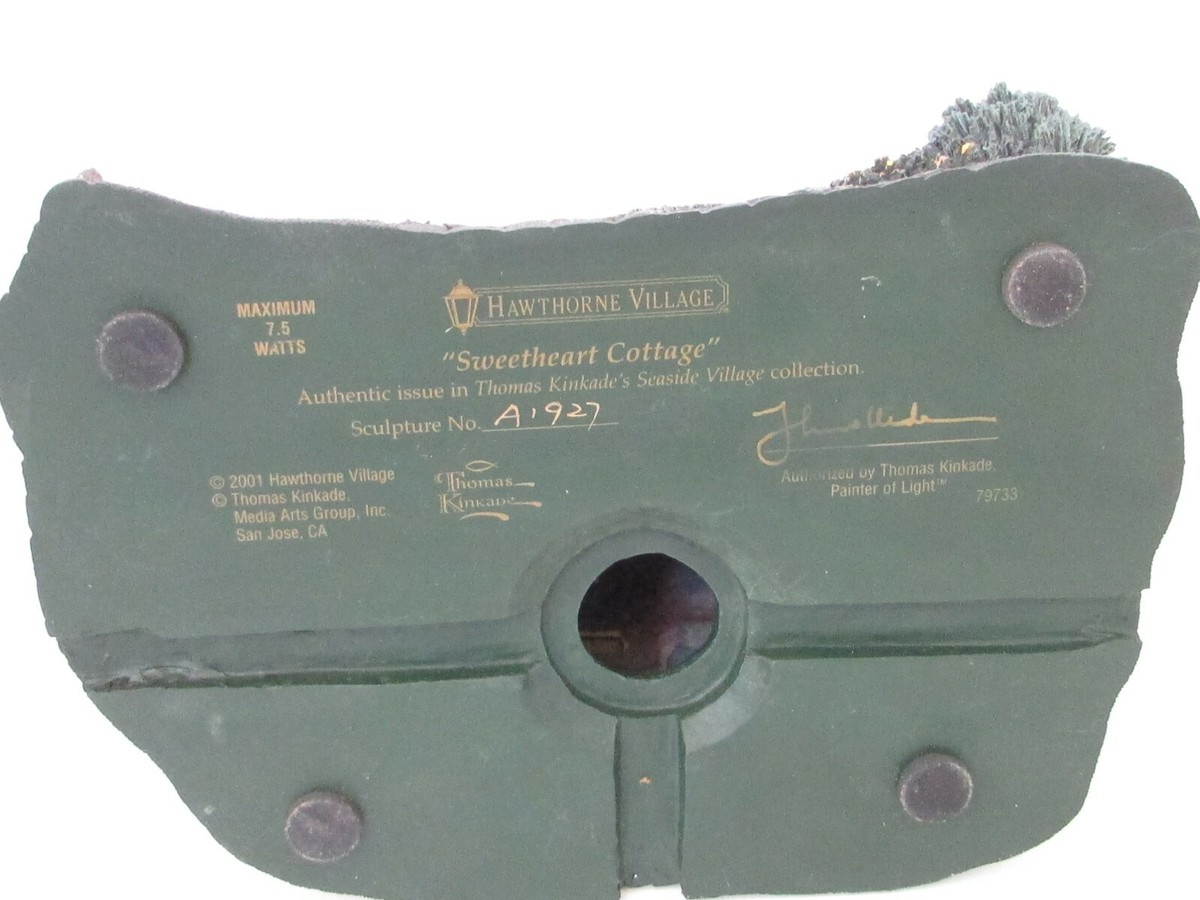 MAXIMUM
7.5
WATTS
HAWTHORNE VILLAGE
"Sweetheart Cottage"
Authentic issue in Thomas Kinkade's Seaside Village collection.
Sculpture No. A1927
© 2001 Hawthorne Village
© Thomas Kinkade,
Media Arts Group, Inc.
San Jose, CA
Thomas
Kinkade
Authorized by Thomas Kinkade,
Painter of Light™
79733